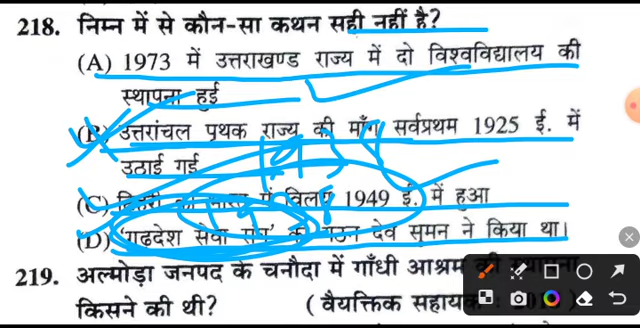 218. निम्न में से कौन-सा कथन सही नहीं है?
(A) 1973 में उत्तराखण्ड राज्य में दो विश्वविद्यालय की
स्थापना हुई
(B) उत्तरांचल पृथक राज्य की माँग सर्वप्रथम 1925 ई. में
उठाई गई
(C) टिहरी का भारत में विलय 1949 ई. में हुआ
(D) 'गढ़देश सेवा संघ' का गठन देव सुमन ने किया था।
219. अल्मोड़ा जनपद के चनौदा में गाँधी आश्रम की स्थापना
किसने की थी? (वैयक्तिक सहायक